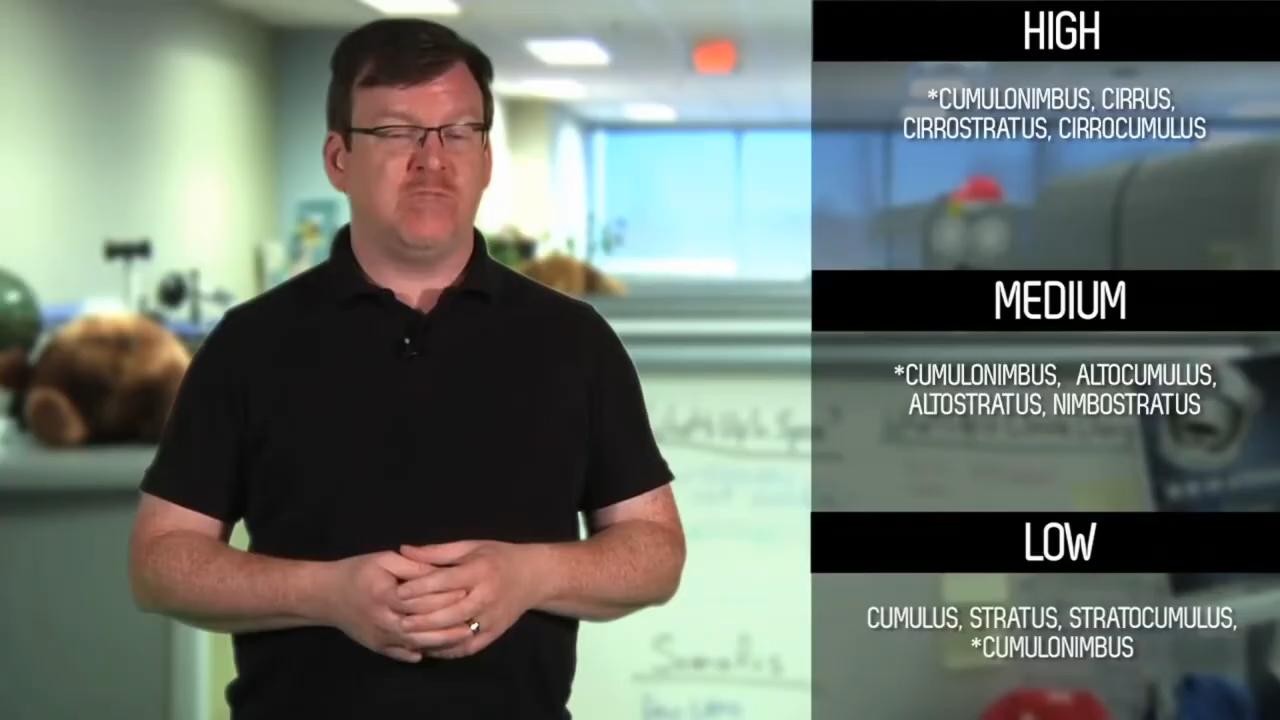 HIGH
*CUMULONIMBUS, CIRRUS,
CIRROSTRATUS, CIRROCUMULUS
MEDIUM
*CUMULONIMBUS, ALTOCUMULUS,
ALTOSTRATUS, NIMBOSTRATUS
LOW
CUMULUS, STRATUS, STRATOCUMULUS,
*CUMULONIMBUS